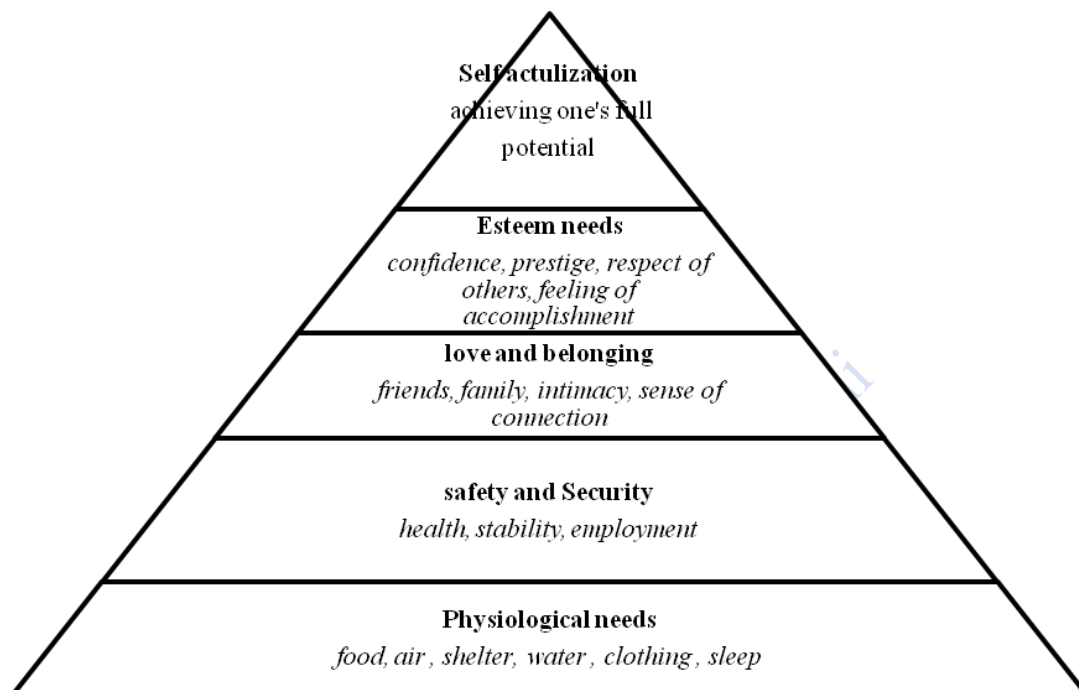 Self actulization
achieving one's full
potential
Esteem needs
confidence, prestige, respect of
others, feeling of
accomplishment
love and belonging
friends, family, intimacy, sense of
connection
safety and Security
health, stability, employment
Physiological needs
food, air , shelter, water , clothing , sleep